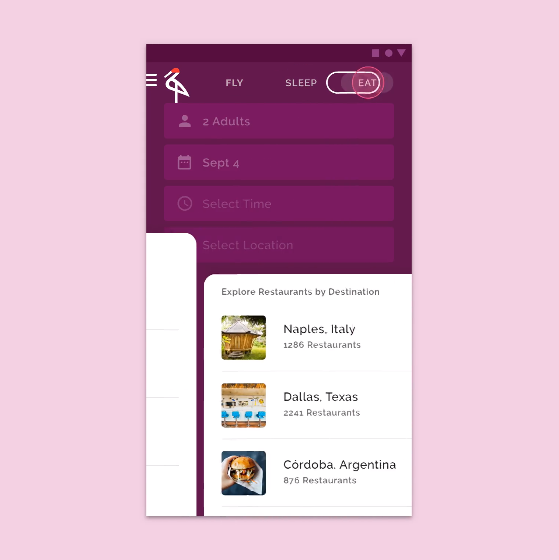 FLY SLEEP EAT
2 Adults
Sept 4
Select Time
Select Location
Explore Restaurants by Destination
Naples, Italy
1286 Restaurants
Dallas, Texas
2241 Restaurants
Córdoba, Argentina
876 Restaurants